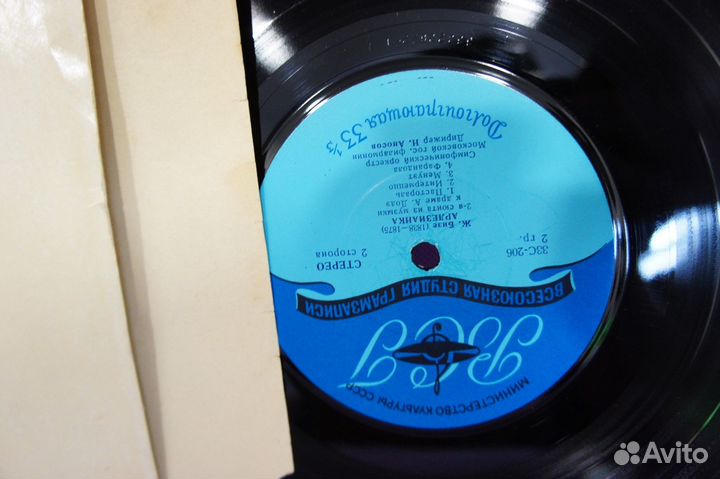 МИНИСТЕРСТВО КУЛЬТУРЫ СССР
ВСГ
ВСЕСОЮЗНАЯ СТУДИЯ ГРАМЗАПИСИ
33С-206
2 гр.
СТЕРЕО
2 сторона
Ж. Бизе (1838—1875)
АРЛЕЗИАНКА
2-я сюита из музыки
к драме А. Додэ
1. Пастораль
2. Интермеццо
3. Менуэт
4. Фарандола
Симфонический оркестр
Московской гос. филармонии
Дирижер Н. Аносов
Долгоиграющая 33 1/3
Avito